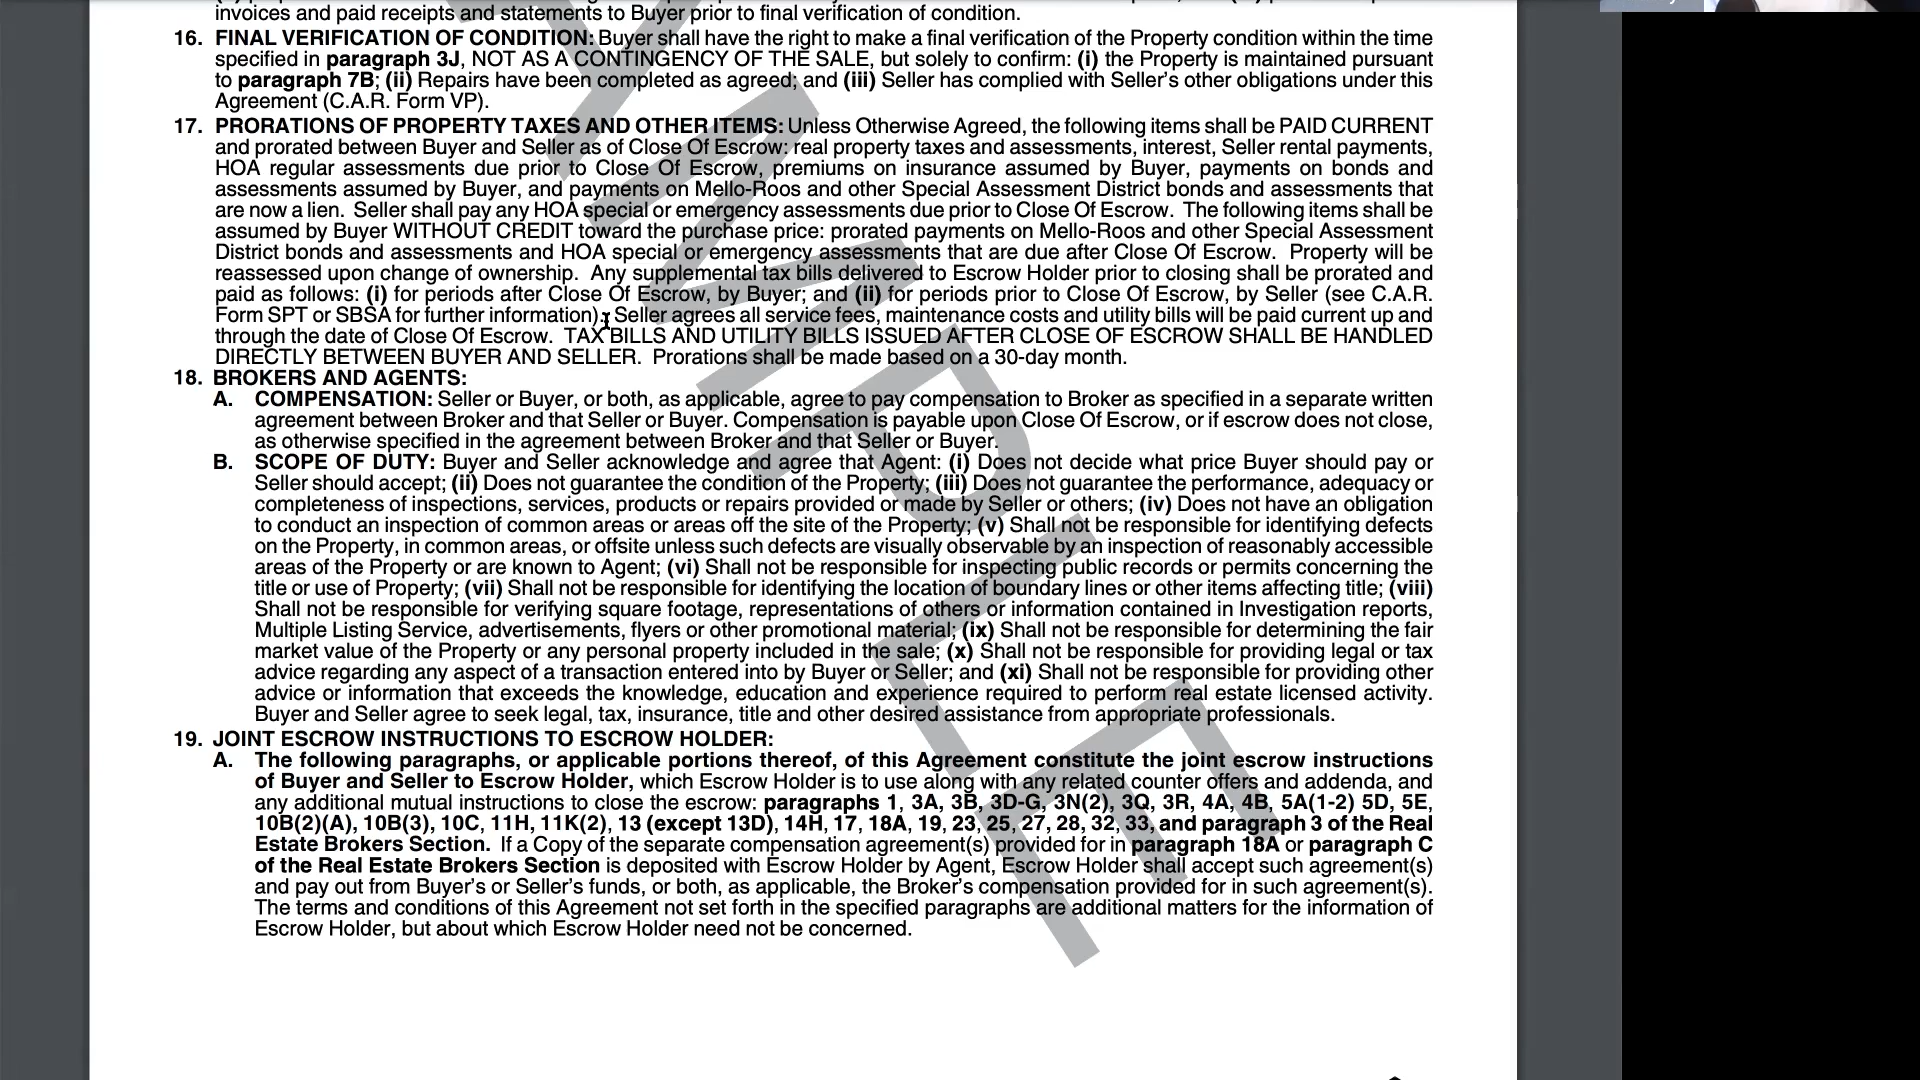 invoices and paid receipts and statements to Buyer prior to final verification of condition.
16. FINAL VERIFICATION OF CONDITION: Buyer shall have the right to make a final verification of the Property condition within the time
specified in paragraph 3J, NOT AS A CONTINGENCY OF THE SALE, but solely to confirm: (i) the Property is maintained pursuant
to paragraph 7B; (ii) Repairs have been completed as agreed; and (iii) Seller has complied with Seller's other obligations under this
Agreement (C.A.R. Form VP).
17. PRORATIONS OF PROPERTY TAXES AND OTHER ITEMS: Unless Otherwise Agreed, the following items shall be PAID CURRENT
and prorated between Buyer and Seller as of Close Of Escrow: real property taxes and assessments, interest, Seller rental payments,
HOA regular assessments due prior to Close Of Escrow, premiums on insurance assumed by Buyer, payments on bonds and
assessments assumed by Buyer, and payments on Mello-Roos and other Special Assessment District bonds and assessments that
are now a lien. Seller shall pay any HOA special or emergency assessments due prior to Close Of Escrow. The following items shall be
assumed by Buyer WITHOUT CREDIT toward the purchase price: prorated payments on Mello-Roos and other Special Assessment
District bonds and assessments and HOA special or emergency assessments that are due after Close Of Escrow. Property will be
reassessed upon change of ownership. Any supplemental tax bills delivered to Escrow Holder prior to closing shall be prorated and
paid as follows: (i) for periods after Close Of Escrow, by Buyer; and (ii) for periods prior to Close Of Escrow, by Seller (see C.A.R.
Form SPT or SBSA for further information). Seller agrees all service fees, maintenance costs and utility bills will be paid current up and
through the date of Close Of Escrow. TAX BILLS AND UTILITY BILLS ISSUED AFTER CLOSE OF ESCROW SHALL BE HANDLED
DIRECTLY BETWEEN BUYER AND SELLER. Prorations shall be made based on a 30-day month.
18. BROKERS AND AGENTS:
A. COMPENSATION: Seller or Buyer, or both, as applicable, agree to pay compensation to Broker as specified in a separate written
agreement between Broker and that Seller or Buyer. Compensation is payable upon Close Of Escrow, or if escrow does not close,
as otherwise specified in the agreement between Broker and that Seller or Buyer.
B. SCOPE OF DUTY: Buyer and Seller acknowledge and agree that Agent: (i) Does not decide what price Buyer should pay or
Seller should accept; (ii) Does not guarantee the condition of the Property; (iii) Does not guarantee the performance, adequacy or
completeness of inspections, services, products or repairs provided or made by Seller or others; (iv) Does not have an obligation
to conduct an inspection of common areas or areas off the site of the Property; (v) Shall not be responsible for identifying defects
on the Property, in common areas, or offsite unless such defects are visually observable by an inspection of reasonably accessible
areas of the Property or are known to Agent; (vi) Shall not be responsible for inspecting public records or permits concerning the
title or use of Property; (vii) Shall not be responsible for identifying the location of boundary lines or other items affecting title; (viii)
Shall not be responsible for verifying square footage, representations of others or information contained in Investigation reports,
Multiple Listing Service, advertisements, flyers or other promotional material; (ix) Shall not be responsible for determining the fair
market value of the Property or any personal property included in the sale; (x) Shall not be responsible for providing legal or tax
advice regarding any aspect of a transaction entered into by Buyer or Seller; and (xi) Shall not be responsible for providing other
advice or information that exceeds the knowledge, education and experience required to perform real estate licensed activity.
Buyer and Seller agree to seek legal, tax, insurance, title and other desired assistance from appropriate professionals.
19. JOINT ESCROW INSTRUCTIONS TO ESCROW HOLDER:
A. The following paragraphs, or applicable portions thereof, of this Agreement constitute the joint escrow instructions
of Buyer and Seller to Escrow Holder, which Escrow Holder is to use along with any related counter offers and addenda, and
any additional mutual instructions to close the escrow: paragraphs 1, 3A, 3B, 3D-G, 3N(2), 3Q, 3R, 4A, 4B, 5A(1-2) 5D, 5E,
10B(2)(A), 10B(3), 10C, 11H, 11K(2), 13 (except 13D), 14H, 17, 18A, 19, 23, 25, 27, 28, 32, 33, and paragraph 3 of the Real
Estate Brokers Section. If a Copy of the separate compensation agreement(s) provided for in paragraph 18A or paragraph C
of the Real Estate Brokers Section is deposited with Escrow Holder by Agent, Escrow Holder shall accept such agreement(s)
and pay out from Buyer's or Seller's funds, or both, as applicable, the Broker's compensation provided for in such agreement(s).
The terms and conditions of this Agreement not set forth in the specified paragraphs are additional matters for the information of
Escrow Holder, but about which Escrow Holder need not be concerned.